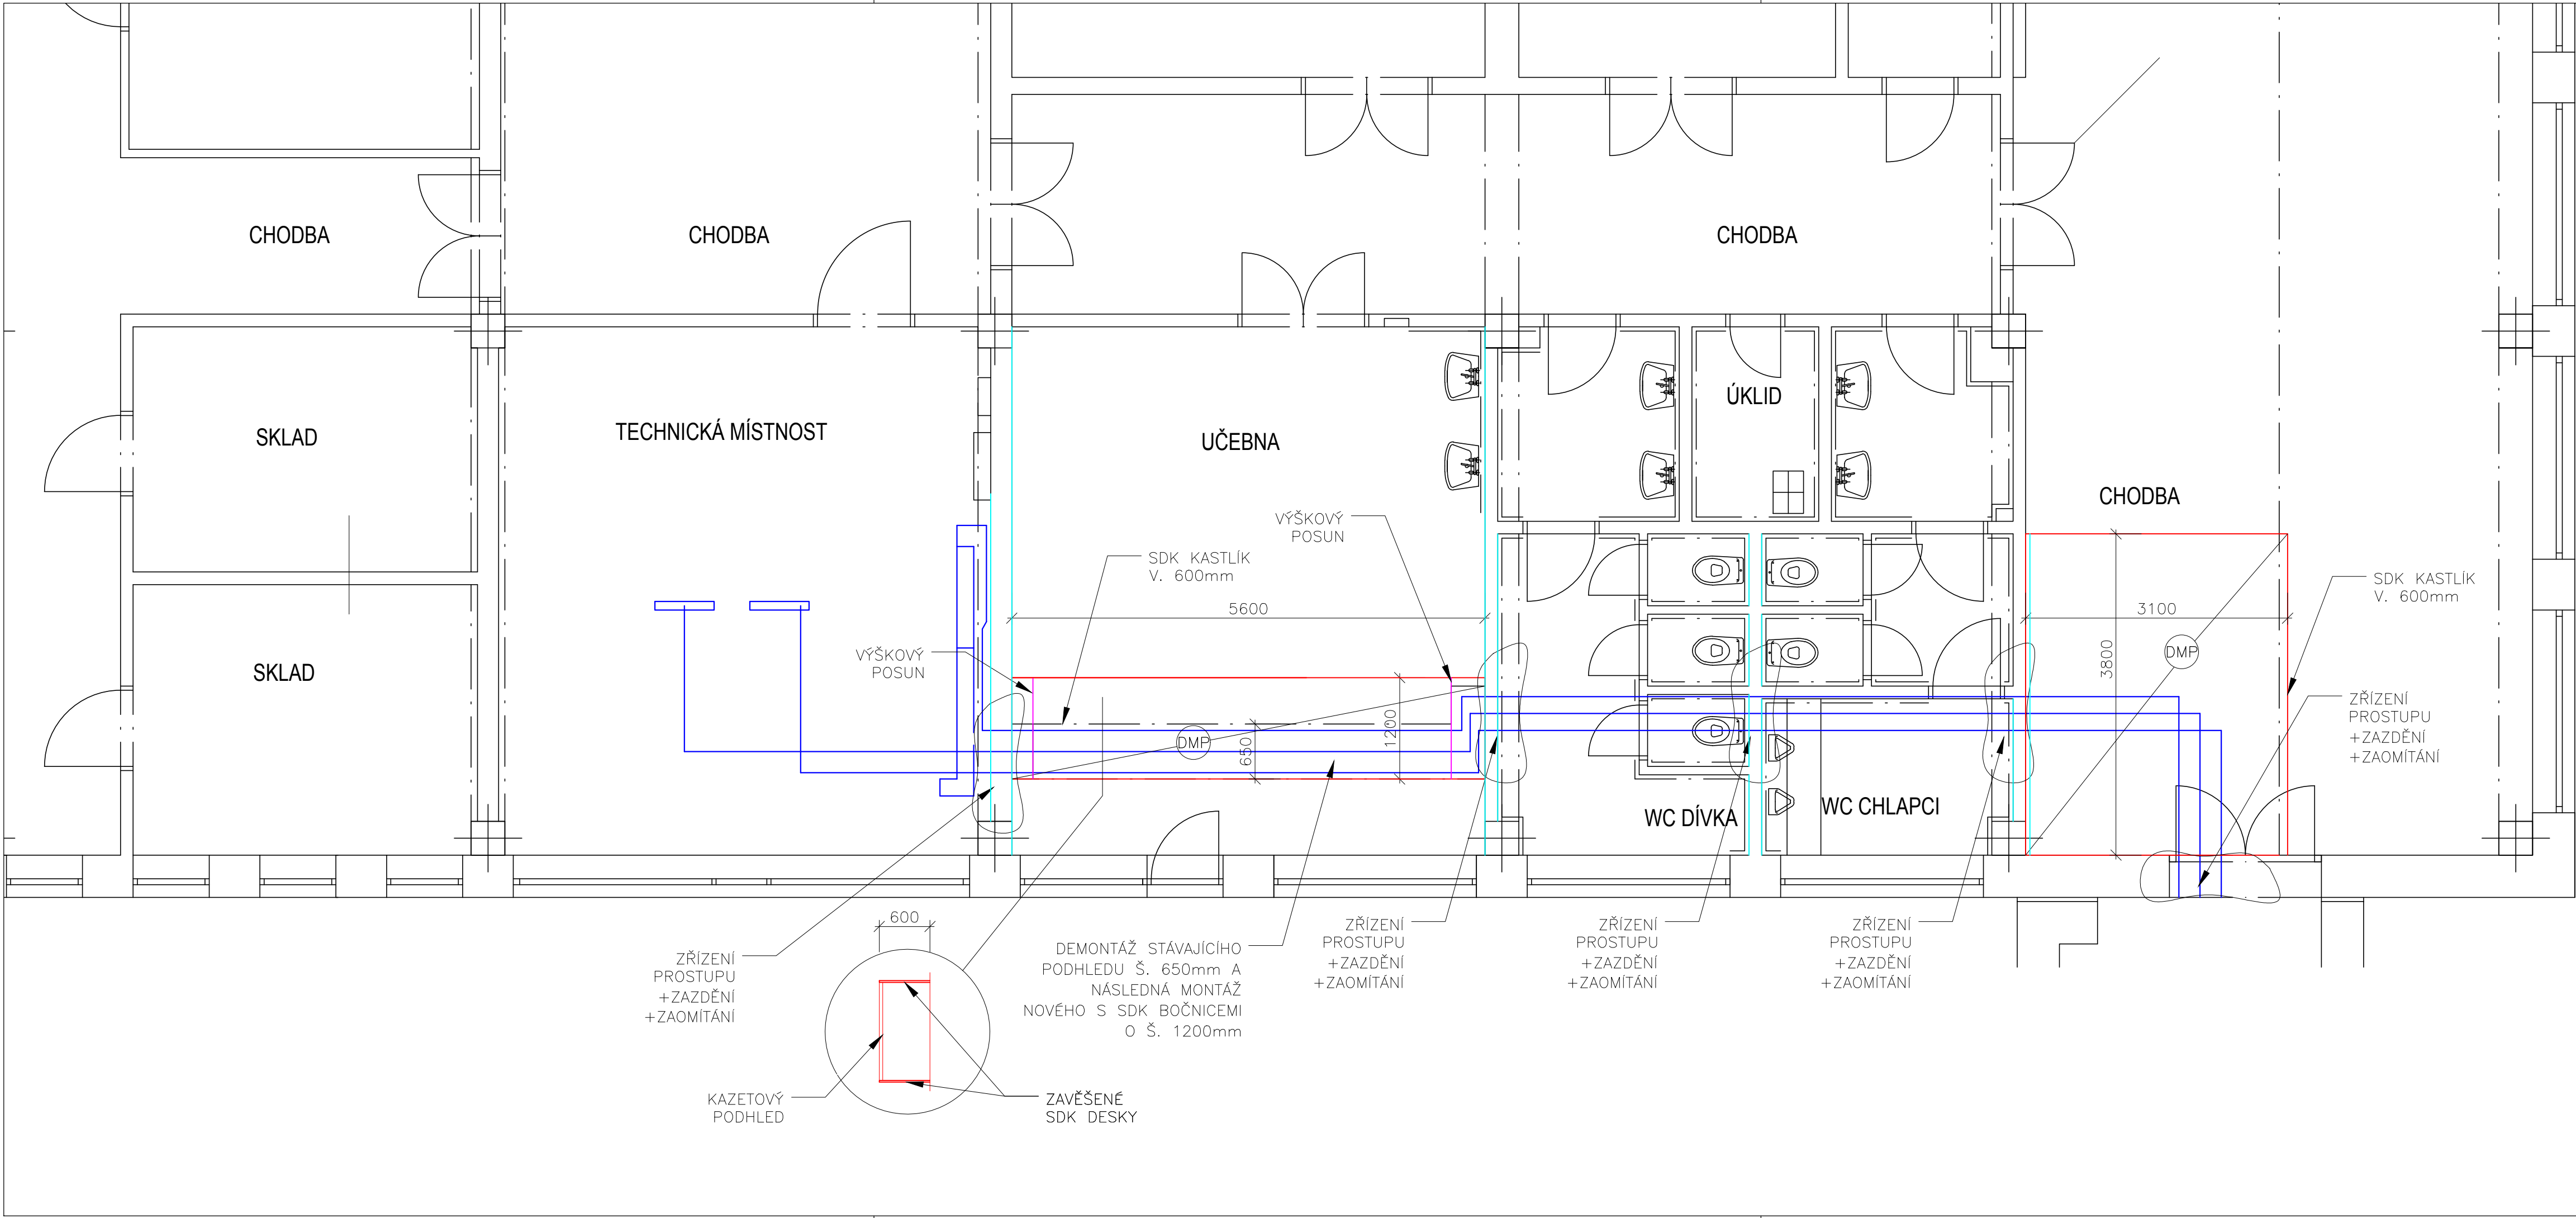 CHODBA
CHODBA
CHODBA
ÚKLID
SKLAD
TECHNICKÁ MÍSTNOST
UČEBNA
CHODBA
VÝŠKOVÝ
POSUN
SDK KASTLÍK
V. 600mm
SDK KASTLÍK
V. 600mm
5600
3100
VÝŠKOVÝ
POSUN
SKLAD
3800
DMP
1200
650
DMP
ZŘÍZENÍ
PROSTUPU
+ZAZDĚNÍ
+ZAOMÍTÁNÍ
WC DÍVKA
WC CHLAPCI
600
ZŘÍZENÍ
PROSTUPU
+ZAZDĚNÍ
+ZAOMÍTÁNÍ
DEMONTÁŽ STÁVAJÍCÍHO
PODHLEDU Š. 650mm A
NÁSLEDNÁ MONTÁŽ
NOVÉHO S SDK BOČNICEMI
O Š. 1200mm
ZŘÍZENÍ
PROSTUPU
+ZAZDĚNÍ
+ZAOMÍTÁNÍ
ZŘÍZENÍ
PROSTUPU
+ZAZDĚNÍ
+ZAOMÍTÁNÍ
ZŘÍZENÍ
PROSTUPU
+ZAZDĚNÍ
+ZAOMÍTÁNÍ
KAZETOVÝ
PODHLED
ZAVĚŠENÉ
SDK DESKY